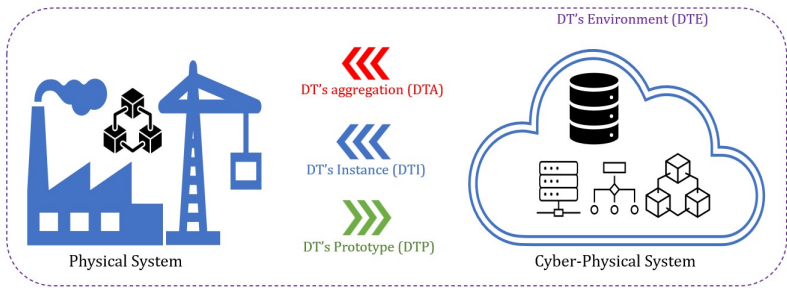 DT's Environment (DTE)
DT's aggregation (DTA)
DT's Instance (DTI)
DT's Prototype (DTP)
Physical System
Cyber-Physical System